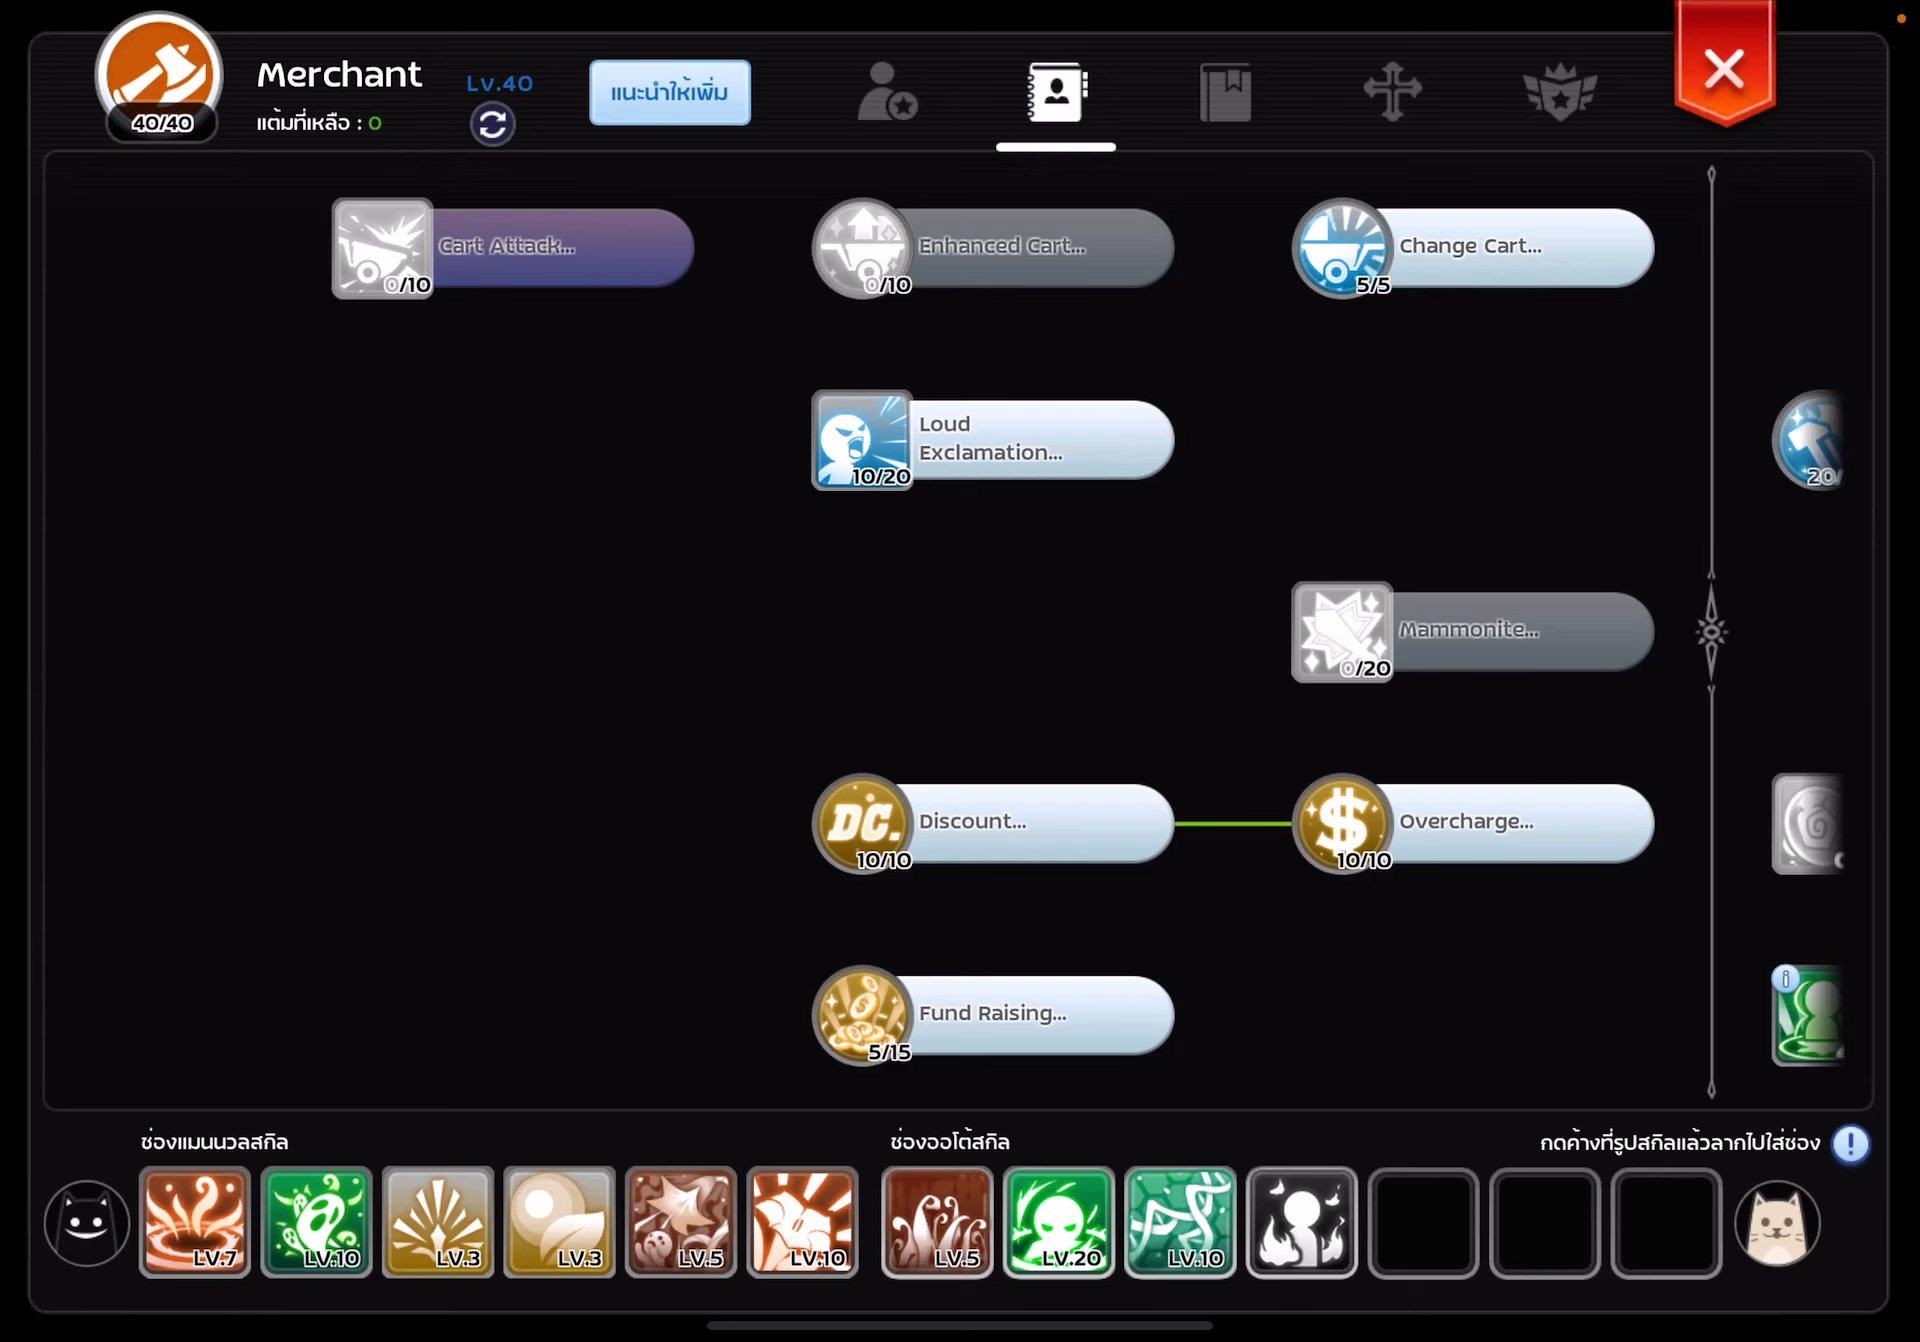 Merchant
Lv.40
แนะนำให้เพิ่ม
40/40
แต้มที่เหลือ : 0
Cart Attack...
0/10
Enhanced Cart...
0/10
Change Cart...
5/5
Loud
Exclamation...
10/20
20/
Mammonite...
0/20
Discount...
DC.
10/10
Overcharge...
$
10/10
Fund Raising...
5/15
ช่องแมนนวลสกิล
ช่องออโต้สกิล
กดค้างที่รูปสกิลแล้วลากไปใส่ช่อง
LV.7
LV.10
LV.3
LV.3
LV.5
LV.10
LV.5
LV.20
LV.10